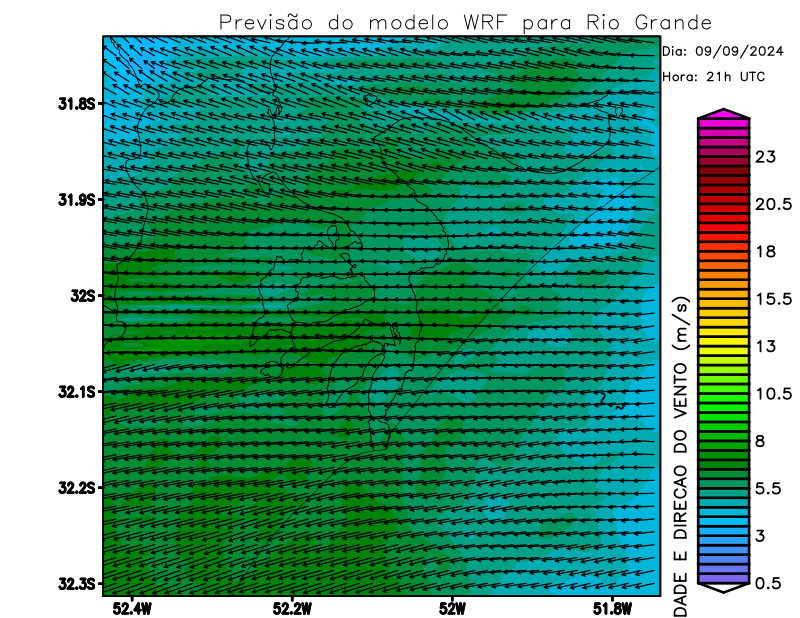 Previsão do modelo WRF para Rio Grande
Dia: 09/09/2024
Hora: 21h UTC
31.8S
31.9S
32S
32.1S
32.2S
32.3S
52.4W
52.2W
52W
51.8W
DADE E DIRECAO DO VENTO (m/s)
23
20.5
18
15.5
13
10.5
8
5.5
3
0.5